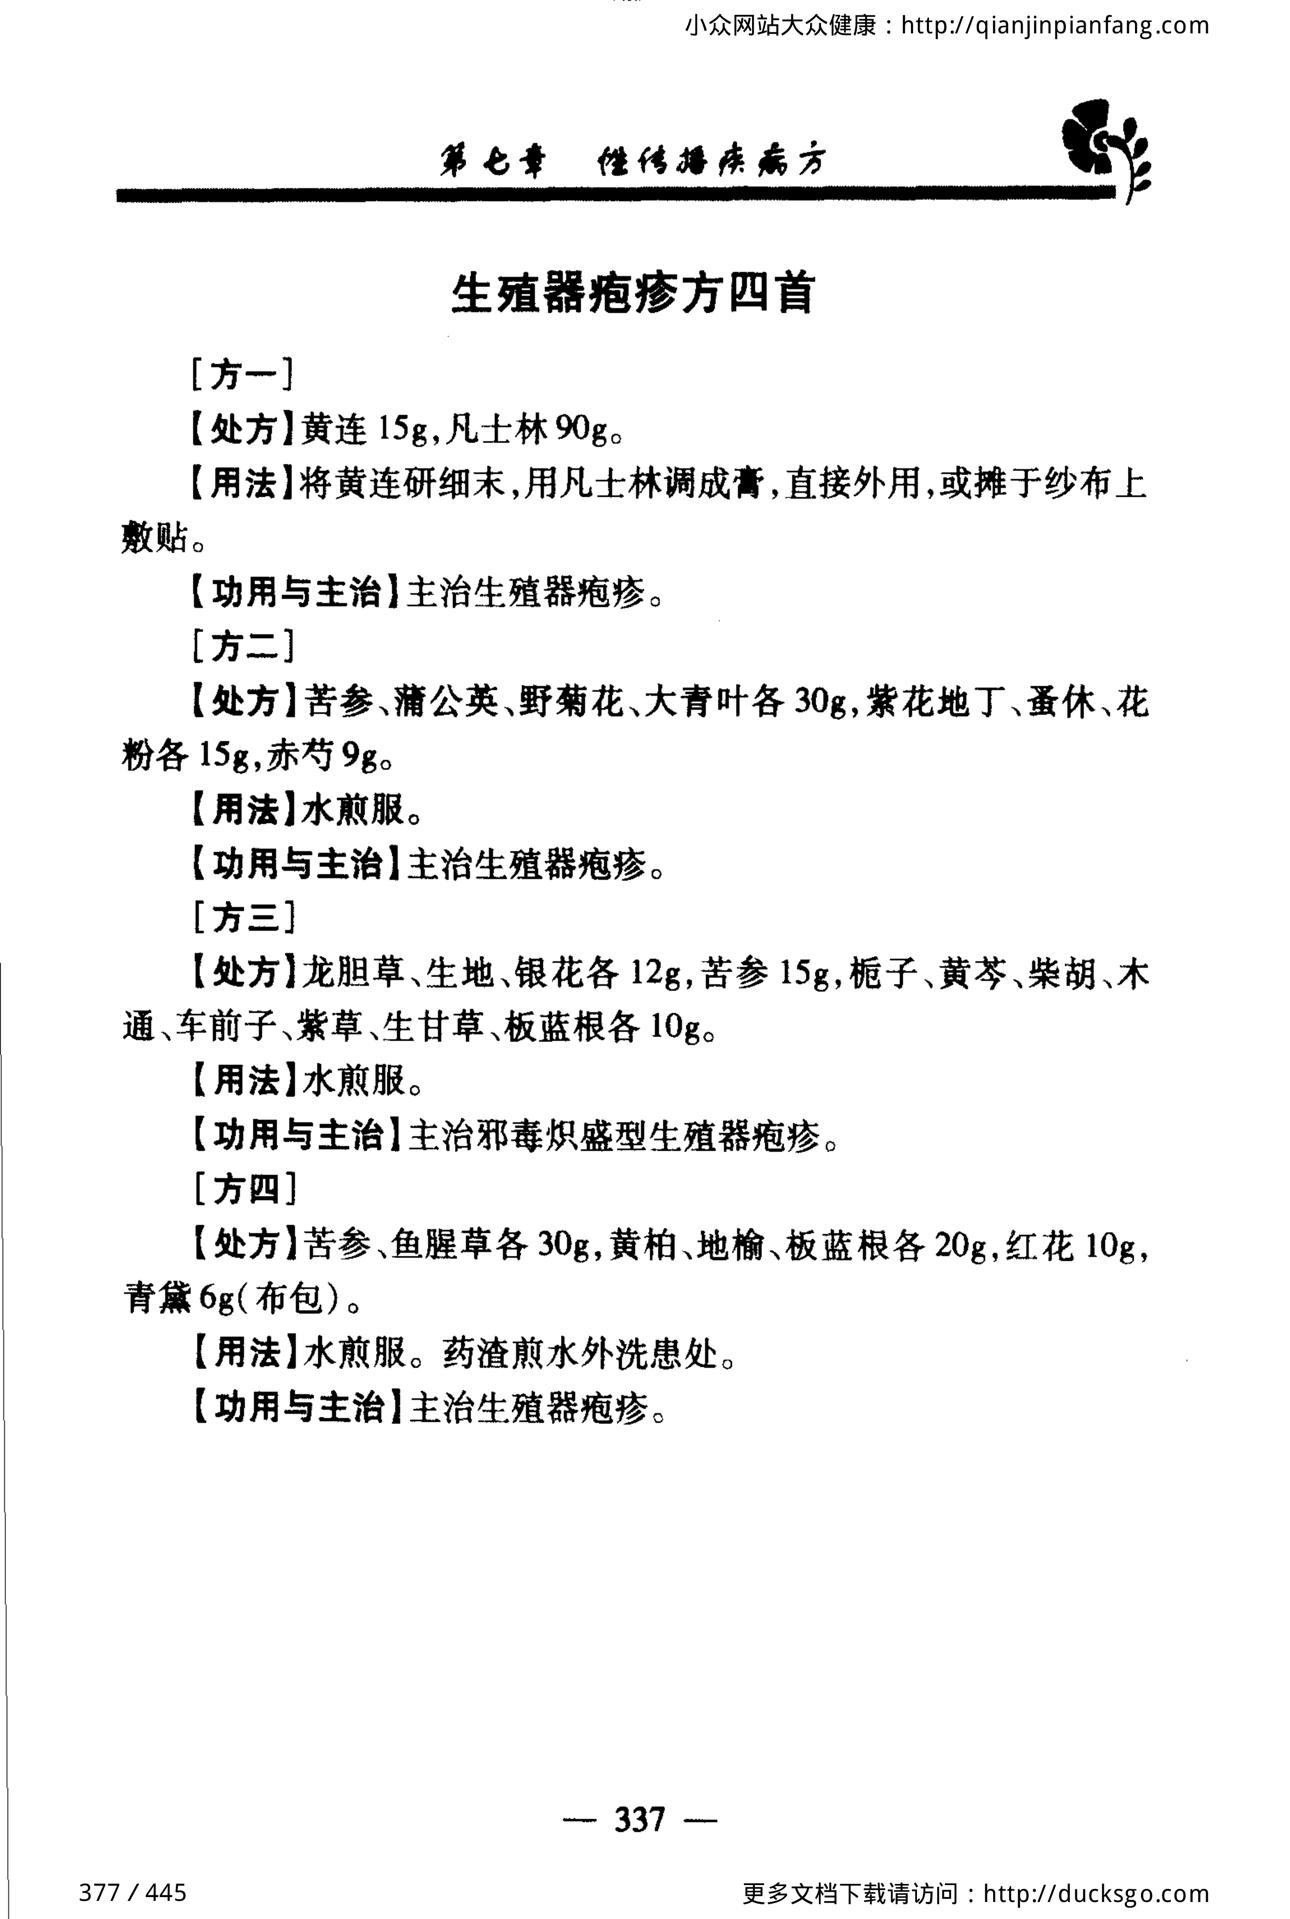 小众网站大众健康：http://qianjinpianfang.com
第七章 性传播疾病方
生殖器疱疹方四首
[方一]
【处方】黄连 15g,凡士林 90g。
【用法】将黄连研细末,用凡士林调成膏,直接外用,或摊于纱布上
敷贴。
【功用与主治】主治生殖器疱疹。
[方二]
【处方】苦参、蒲公英、野菊花、大青叶各 30g,紫花地丁、蚤休、花
粉各 15g,赤芍 9g。
【用法】水煎服。
【功用与主治】主治生殖器疱疹。
[方三]
【处方】龙胆草、生地、银花各 12g,苦参 15g,栀子、黄芩、柴胡、木
通、车前子、紫草、生甘草、板蓝根各 10g。
【用法】水煎服。
【功用与主治】主治邪毒炽盛型生殖器疱疹。
[方四]
【处方】苦参、鱼腥草各 30g,黄柏、地榆、板蓝根各 20g,红花 10g,
青黛 6g(布包)。
【用法】水煎服。药渣煎水外洗患处。
【功用与主治】主治生殖器疱疹。
— 337 —
377 / 445
更多文档下载请访问：http://ducksgo.com